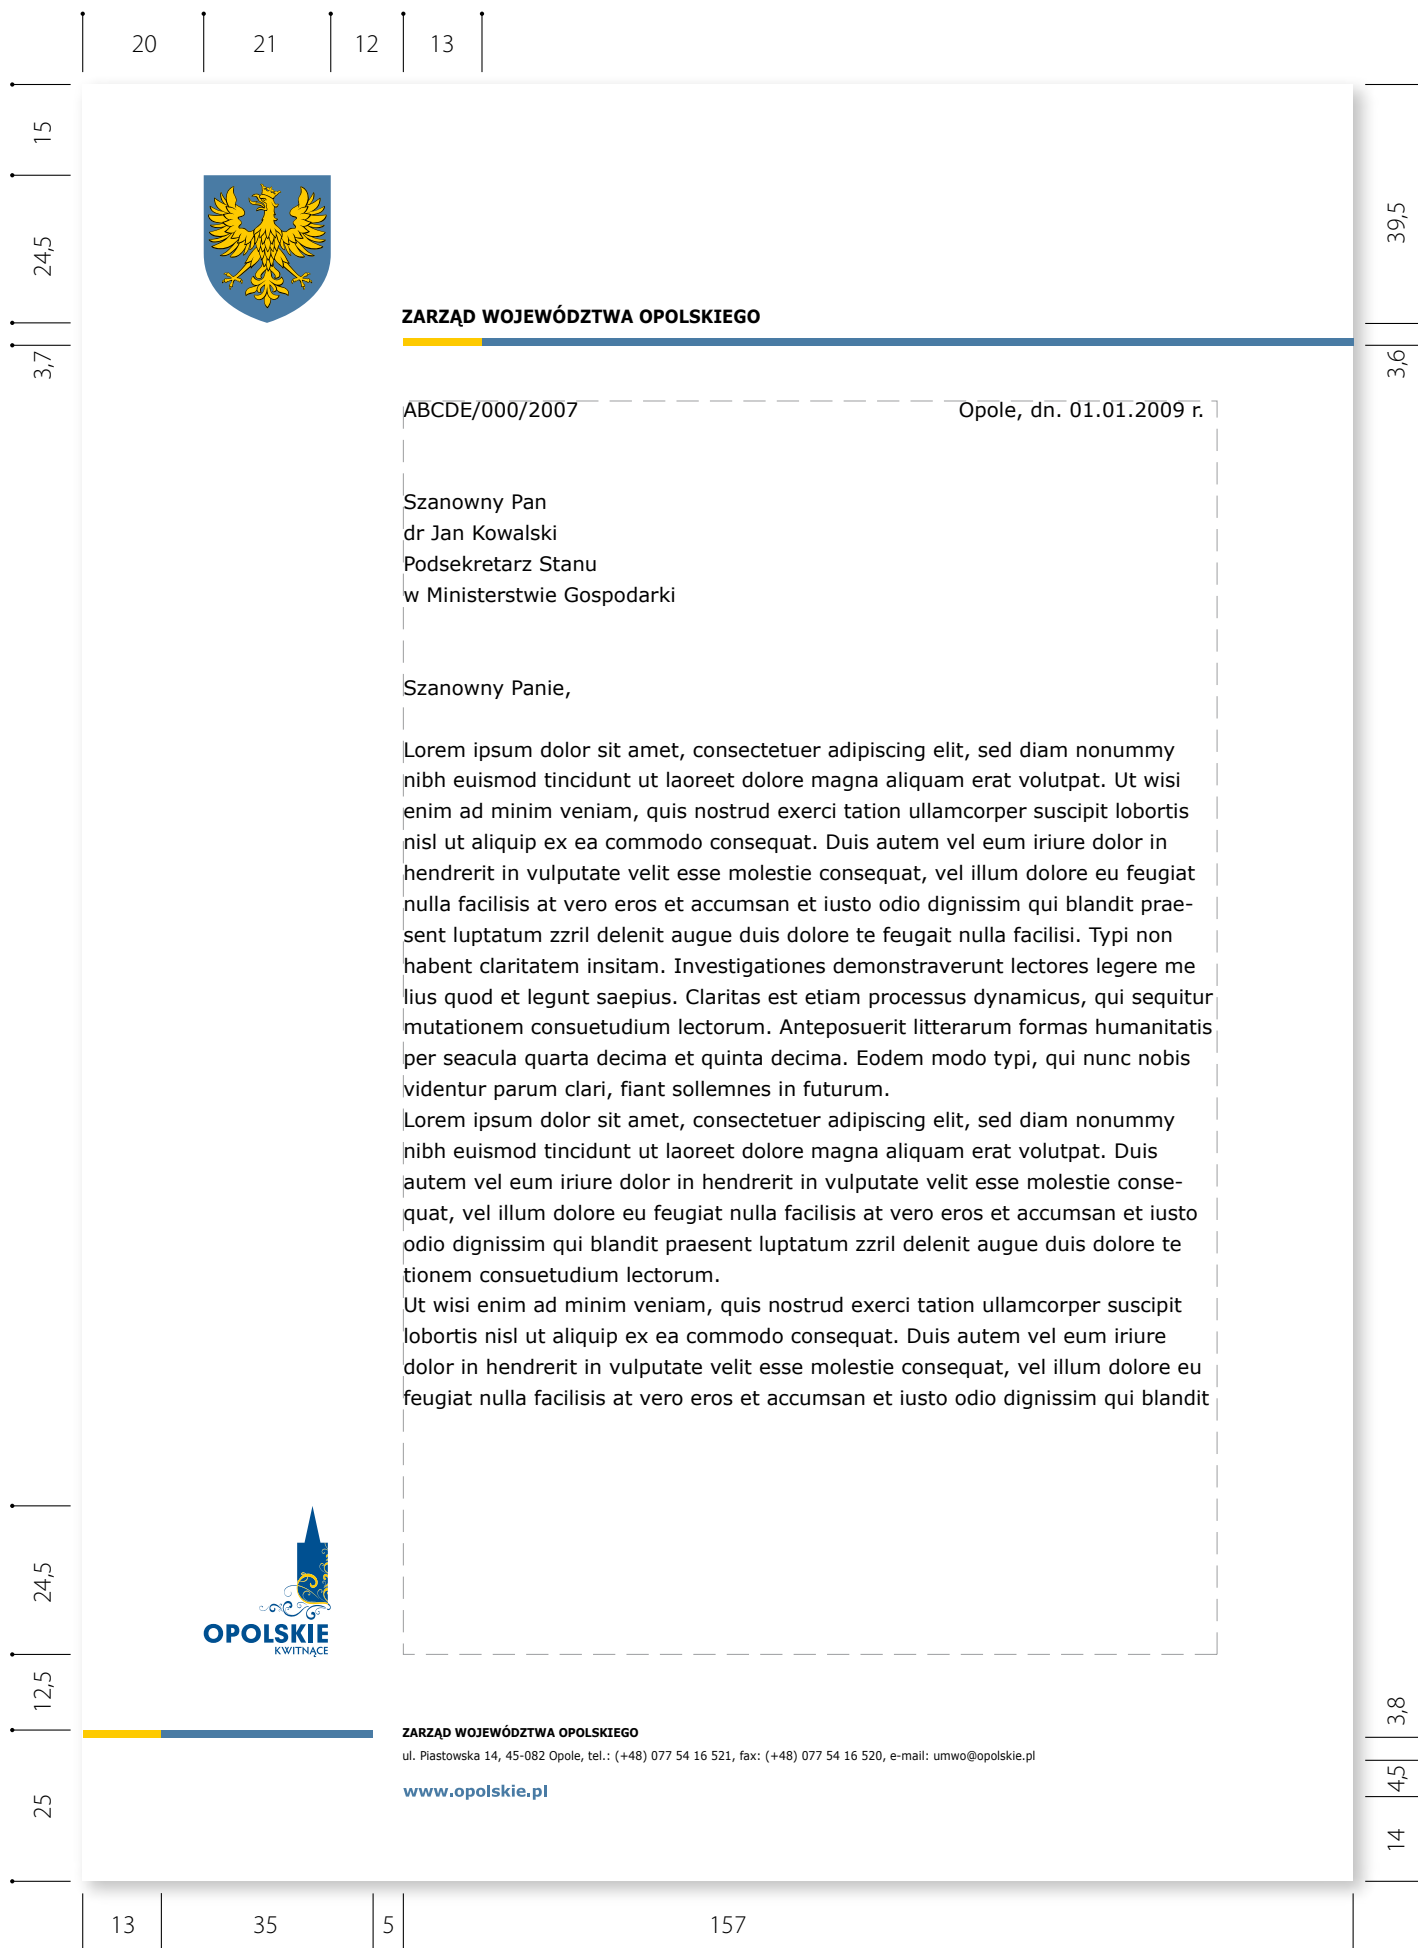 20 21 12 13
15
24,5
39,5
ZARZĄD WOJEWÓDZTWA OPOLSKIEGO
3,7
3,6
ABCDE/000/2007 Opole, dn. 01.01.2009 r.
Szanowny Pan
dr Jan Kowalski
Podsekretarz Stanu
w Ministerstwie Gospodarki
Szanowny Panie,
Lorem ipsum dolor sit amet, consectetuer adipiscing elit, sed diam nonummy
nibh euismod tincidunt ut laoreet dolore magna aliquam erat volutpat. Ut wisi
enim ad minim veniam, quis nostrud exerci tation ullamcorper suscipit lobortis
nisl ut aliquip ex ea commodo consequat. Duis autem vel eum iriure dolor in
hendrerit in vulputate velit esse molestie consequat, vel illum dolore eu feugiat
nulla facilisis at vero eros et accumsan et iusto odio dignissim qui blandit prae-
sent luptatum zzril delenit augue duis dolore te feugait nulla facilisi. Typi non
habent claritatem insitam. Investigationes demonstraverunt lectores legere me
lius quod et legunt saepius. Claritas est etiam processus dynamicus, qui sequitur
mutationem consuetudium lectorum. Anteposuerit litterarum formas humanitatis
per seacula quarta decima et quinta decima. Eodem modo typi, qui nunc nobis
videntur parum clari, fiant sollemnes in futurum.
Lorem ipsum dolor sit amet, consectetuer adipiscing elit, sed diam nonummy
nibh euismod tincidunt ut laoreet dolore magna aliquam erat volutpat. Duis
autem vel eum iriure dolor in hendrerit in vulputate velit esse molestie conse-
quat, vel illum dolore eu feugiat nulla facilisis at vero eros et accumsan et iusto
odio dignissim qui blandit praesent luptatum zzril delenit augue duis dolore te
tionem consuetudium lectorum.
Ut wisi enim ad minim veniam, quis nostrud exerci tation ullamcorper suscipit
lobortis nisl ut aliquip ex ea commodo consequat. Duis autem vel eum iriure
dolor in hendrerit in vulputate velit esse molestie consequat, vel illum dolore eu
feugiat nulla facilisis at vero eros et accumsan et iusto odio dignissim qui blandit
24,5
OPOLSKIE
KWITNĄCE
12,5
3,8
ZARZĄD WOJEWÓDZTWA OPOLSKIEGO
ul. Piastowska 14, 45-082 Opole, tel.: (+48) 077 54 16 521, fax: (+48) 077 54 16 520, e-mail: umwo@opolskie.pl
4,5
www.opolskie.pl
25
14
13 35 5 157